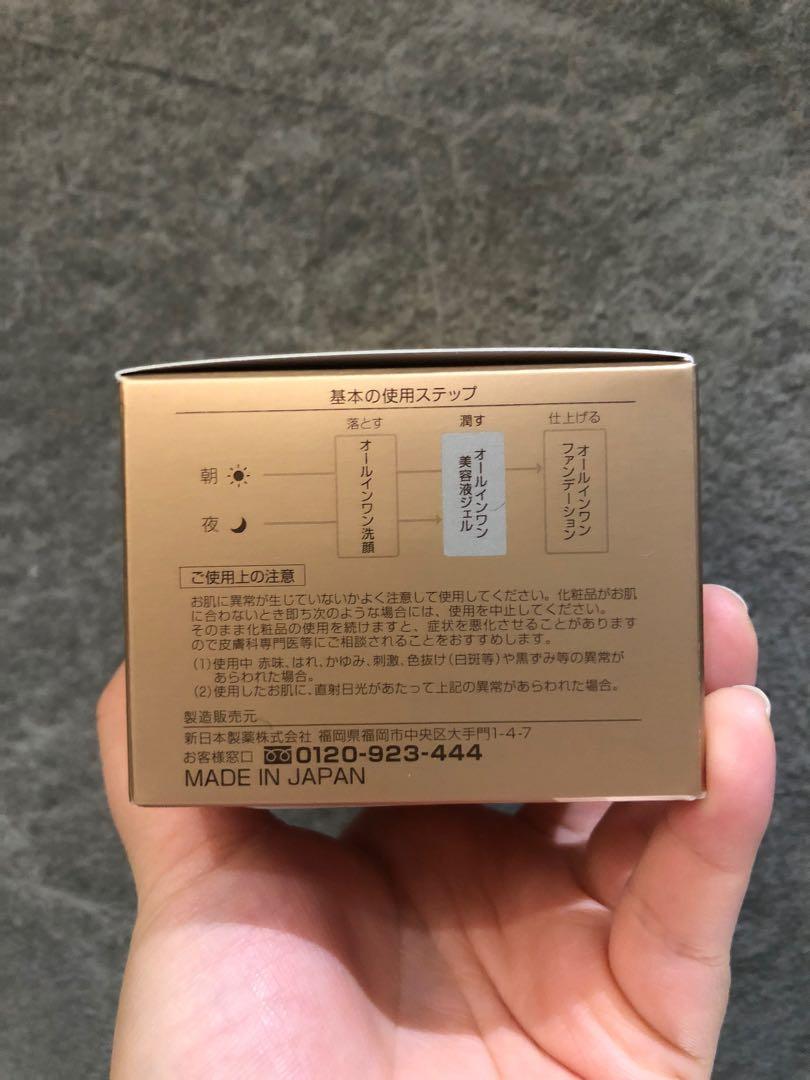 基本の使用ステップ
落とす 潤す 仕上げる
朝
夜
オールインワン洗顔
オールインワン
美容液ジェル
オールインワン
ファンデーション
ご使用上の注意
お肌に異常が生じていないかよく注意して使用してください。化粧品がお肌
に合わないとき即ち次のような場合には、使用を中止してください。
そのまま化粧品の使用を続けますと、症状を悪化させることがあります
ので皮膚科専門医等にご相談されることをおすすめします。
(1)使用中 赤味、はれ、かゆみ、刺激、色抜け(白斑等)や黒ずみ等の異常が
あらわれた場合。
(2)使用したお肌に、直射日光があたって上記の異常があらわれた場合。
製造販売元
新日本製薬株式会社 福岡県福岡市中央区大手門1-4-7
お客様窓口 0120-923-444
MADE IN JAPAN